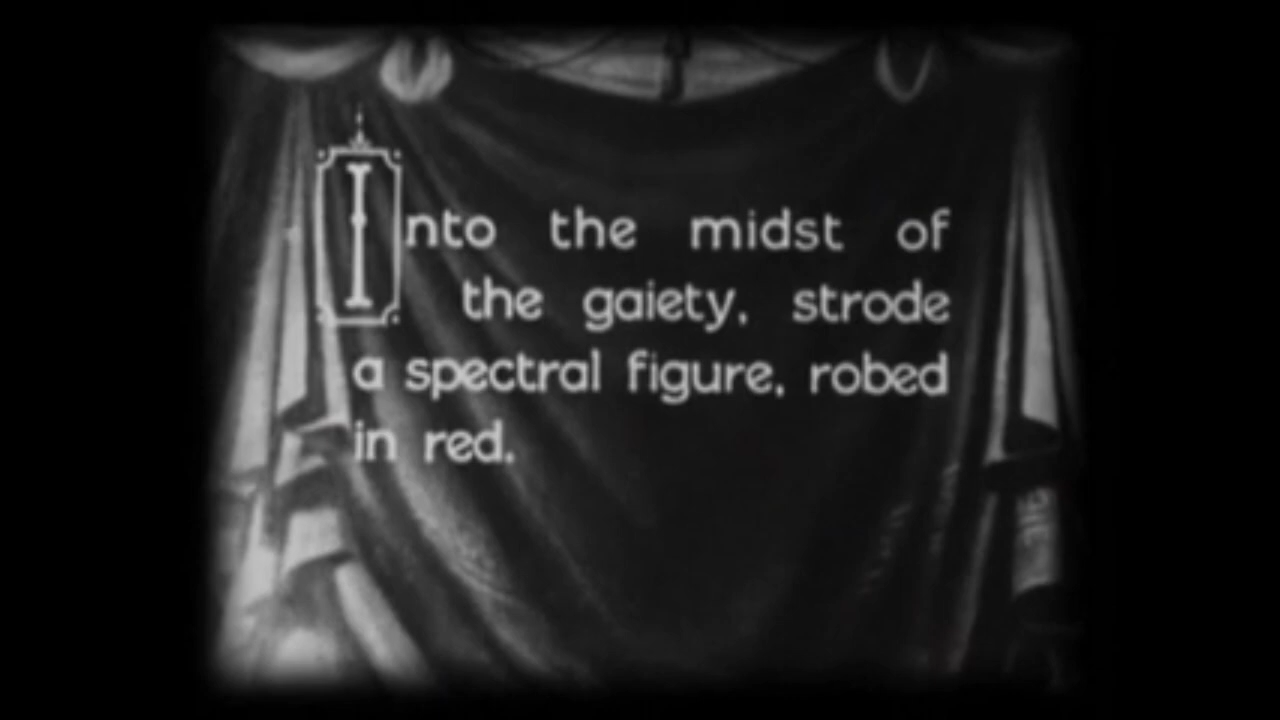 Into the midst of
the gaiety, strode
a spectral figure, robed
in red.